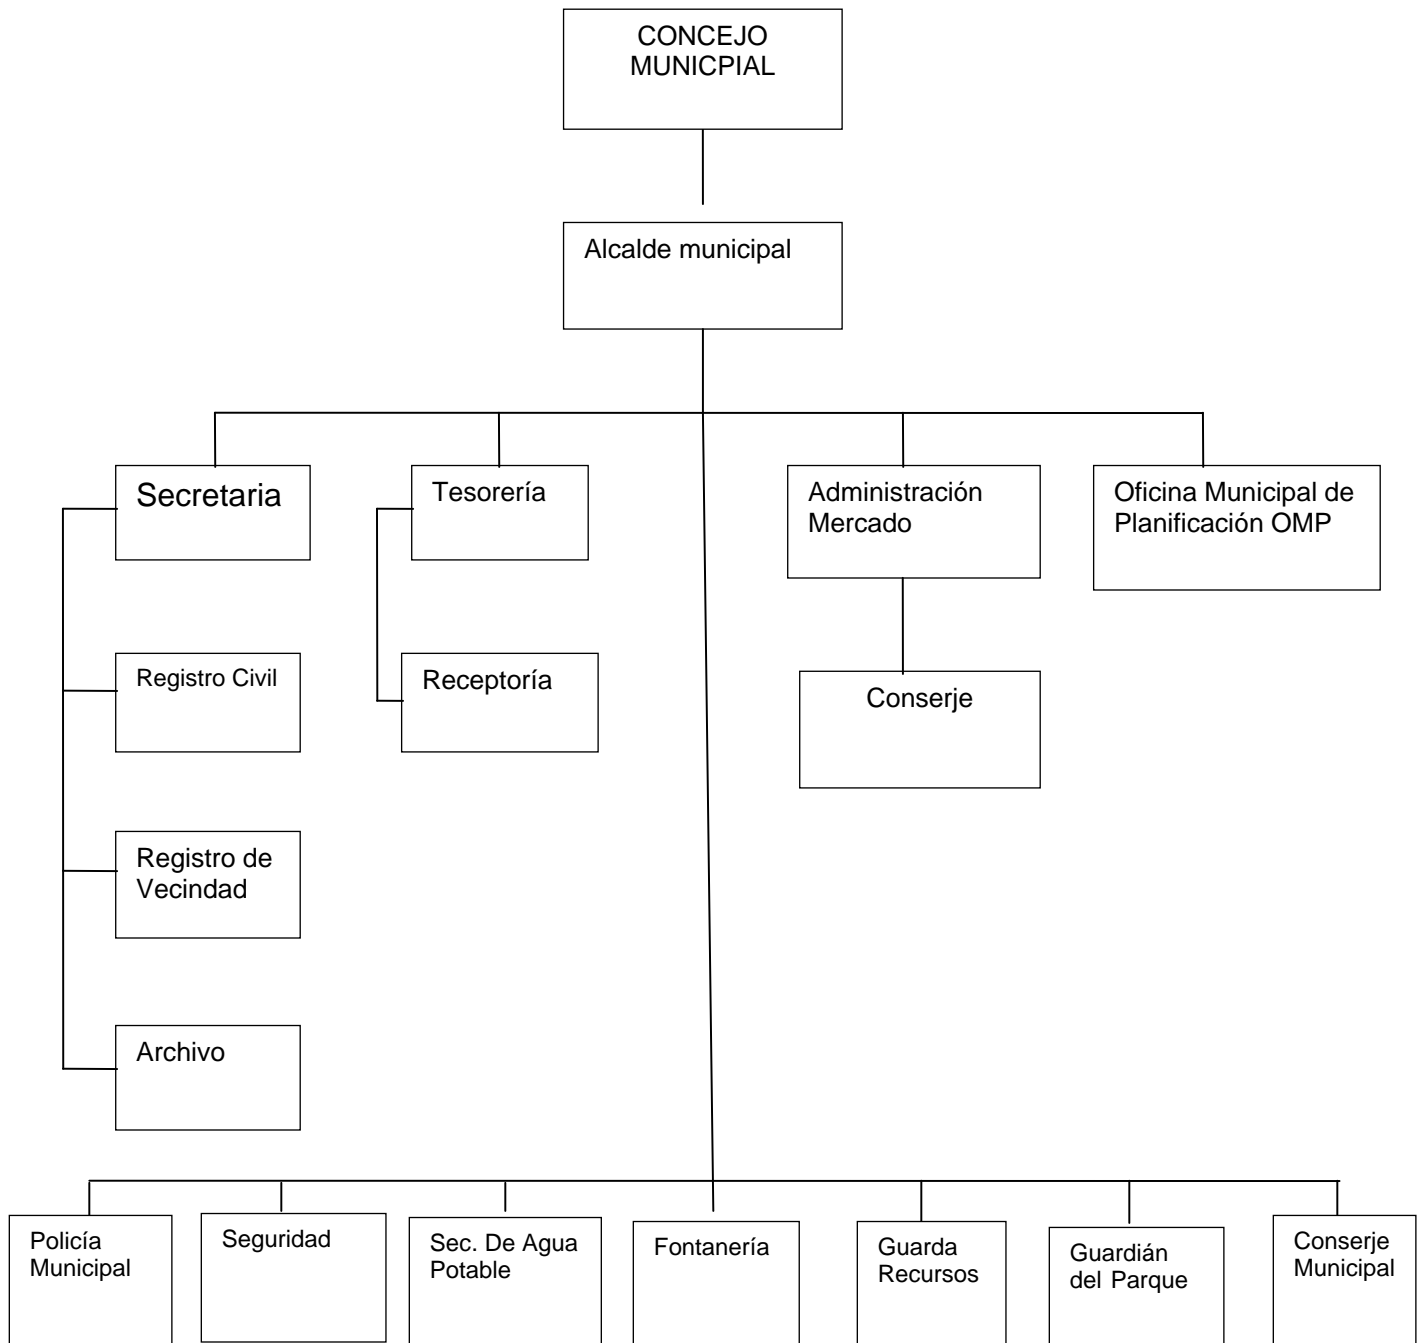 CONCEJO
MUNICPIAL
Alcalde municipal
Secretaria
Tesorería
Administración
Mercado
Oficina Municipal de
Planificación OMP
Registro Civil
Receptoría
Conserje
Registro de
Vecindad
Archivo
Policía
Municipal
Seguridad
Sec. De Agua
Potable
Fontanería
Guarda
Recursos
Guardián
del Parque
Conserje
Municipal